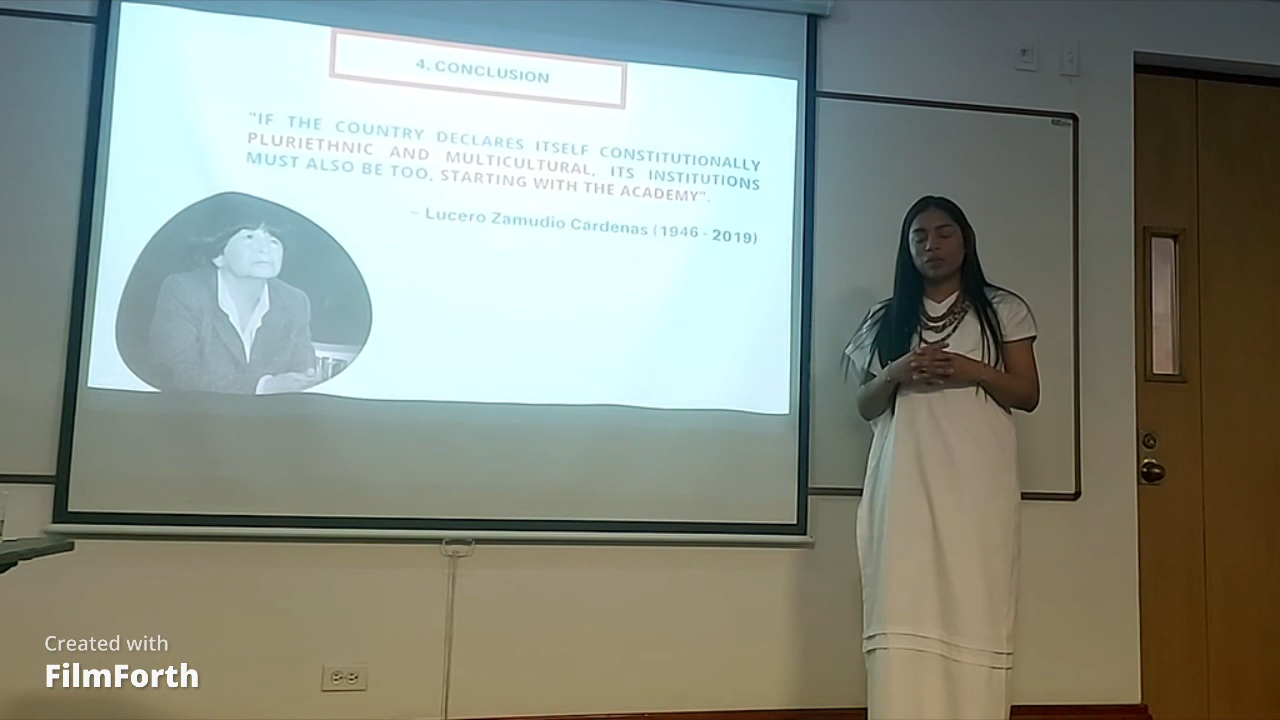 4. CONCLUSION
"IF THE COUNTRY DECLARES ITSELF CONSTITUTIONALLY
PLURIETHNIC AND MULTICULTURAL, ITS INSTITUTIONS
MUST ALSO BE TOO, STARTING WITH THE ACADEMY".
- Lucero Zamudio Cardenas (1946 - 2019)
Created with
FilmForth